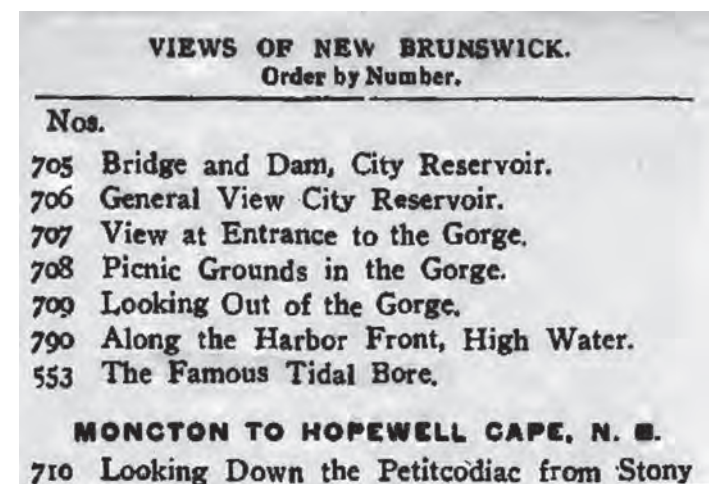 VIEWS OF NEW BRUNSWICK.
Order by Number.
Nos.
705 Bridge and Dam, City Reservoir.
706 General View City Reservoir.
707 View at Entrance to the Gorge.
708 Picnic Grounds in the Gorge.
709 Looking Out of the Gorge.
790 Along the Harbor Front, High Water.
553 The Famous Tidal Bore.
MONCTON TO HOPEWELL CAPE, N. B.
710 Looking Down the Petitcodiac from Stony